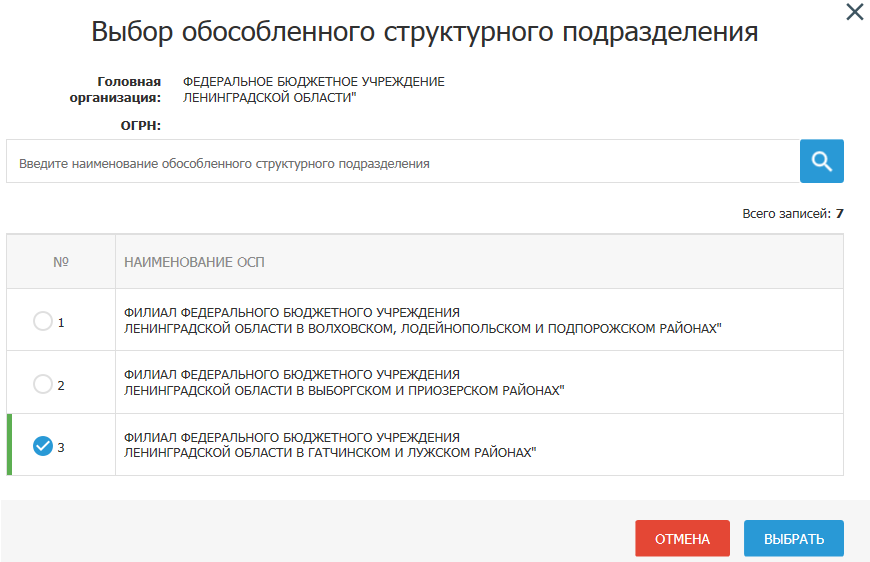 Выбор обособленного структурного подразделения
Головная организация:
ФЕДЕРАЛЬНОЕ БЮДЖЕТНОЕ УЧРЕЖДЕНИЕ
ЛЕНИНГРАДСКОЙ ОБЛАСТИ"
ОГРН:
Введите наименование обособленного структурного подразделения
Всего записей: 7
№ НАИМЕНОВАНИЕ ОСП
1 ФИЛИАЛ ФЕДЕРАЛЬНОГО БЮДЖЕТНОГО УЧРЕЖДЕНИЯ
ЛЕНИНГРАДСКОЙ ОБЛАСТИ В ВОЛХОВСКОМ, ЛОДЕЙНОПОЛЬСКОМ И ПОДПОРОЖСКОМ РАЙОНАХ"
2 ФИЛИАЛ ФЕДЕРАЛЬНОГО БЮДЖЕТНОГО УЧРЕЖДЕНИЯ
ЛЕНИНГРАДСКОЙ ОБЛАСТИ В ВЫБОРГСКОМ И ПРИОЗЕРСКОМ РАЙОНАХ"
3 ФИЛИАЛ ФЕДЕРАЛЬНОГО БЮДЖЕТНОГО УЧРЕЖДЕНИЯ
ЛЕНИНГРАДСКОЙ ОБЛАСТИ В ГАТЧИНСКОМ И ЛУЖСКОМ РАЙОНАХ"
ОТМЕНА ВЫБРАТЬ